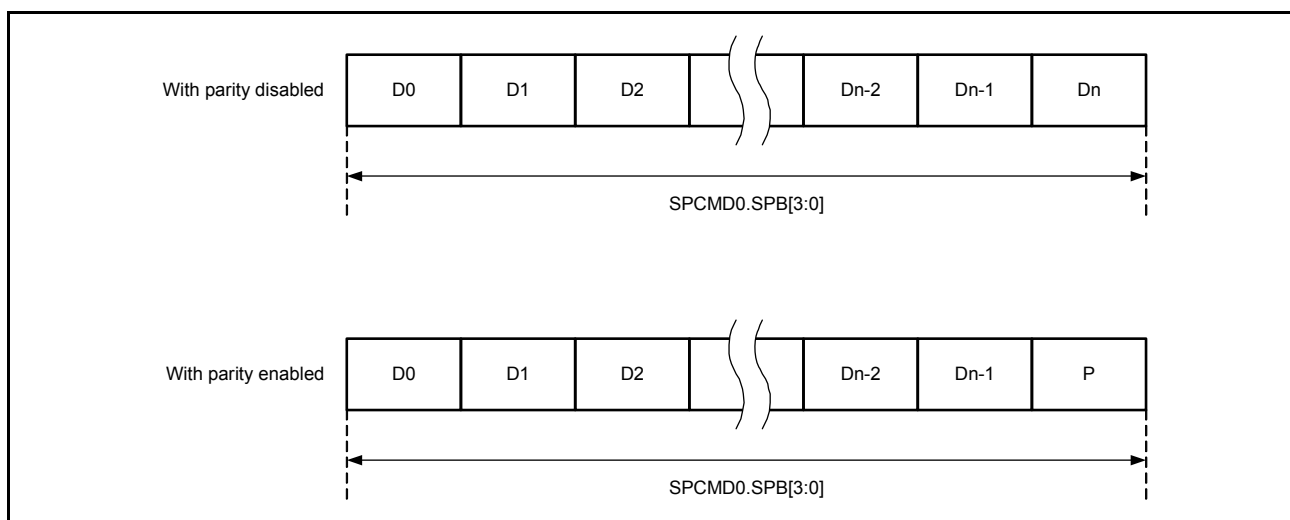 With parity disabled D0 D1 D2 Dn-2 Dn-1 Dn
SPCMD0.SPB[3:0]
With parity enabled D0 D1 D2 Dn-2 Dn-1 P
SPCMD0.SPB[3:0]